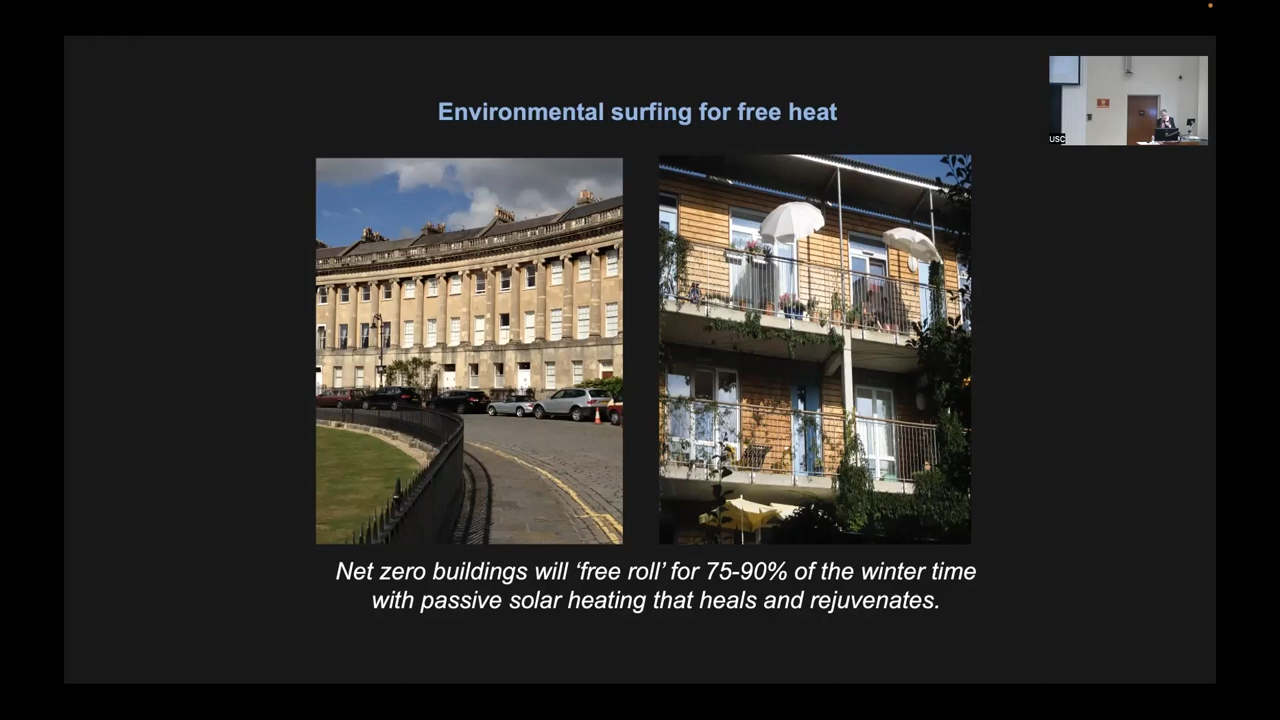 Environmental surfing for free heat
USC
Net zero buildings will ‘free roll’ for 75-90% of the winter time
with passive solar heating that heals and rejuvenates.